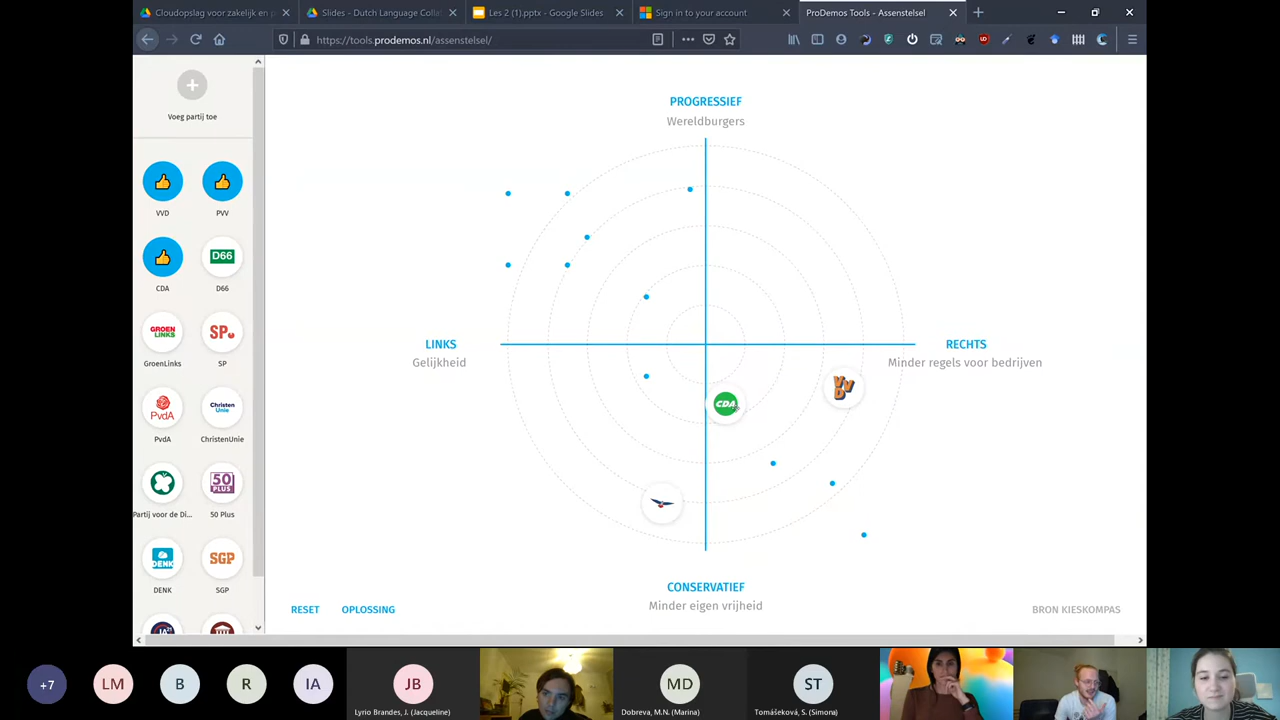 Cloudopslag voor zakelijk en p
Slides - Dutch Language Colla
Les 2 (1).pptx - Google Slides
Sign in to your account
ProDemos Tools - Assenstelsel
https://tools.prodemos.nl/assenstelsel/
Voeg partij toe
VVD
PVV
CDA
D66
D66
GROEN
LINKS
GroenLinks
SP
SP
PvdA
PvdA
Christen
Unie
ChristenUnie
Partij voor de Di...
50
PLUS
50 Plus
DENK
DENK
SGP
SGP
PROGRESSIEF
Wereldburgers
LINKS
Gelijkheid
RECHTS
Minder regels voor bedrijven
CDA
VVD
CONSERVATIEF
Minder eigen vrijheid
RESET
OPLOSSING
BRON KIESKOMPAS
+7
LM
B
R
IA
JB
Lyrio Brandes, J. (Jacqueline)
MD
Dobreva, M.N. (Marina)
ST
Tomášeková, S. (Simona)